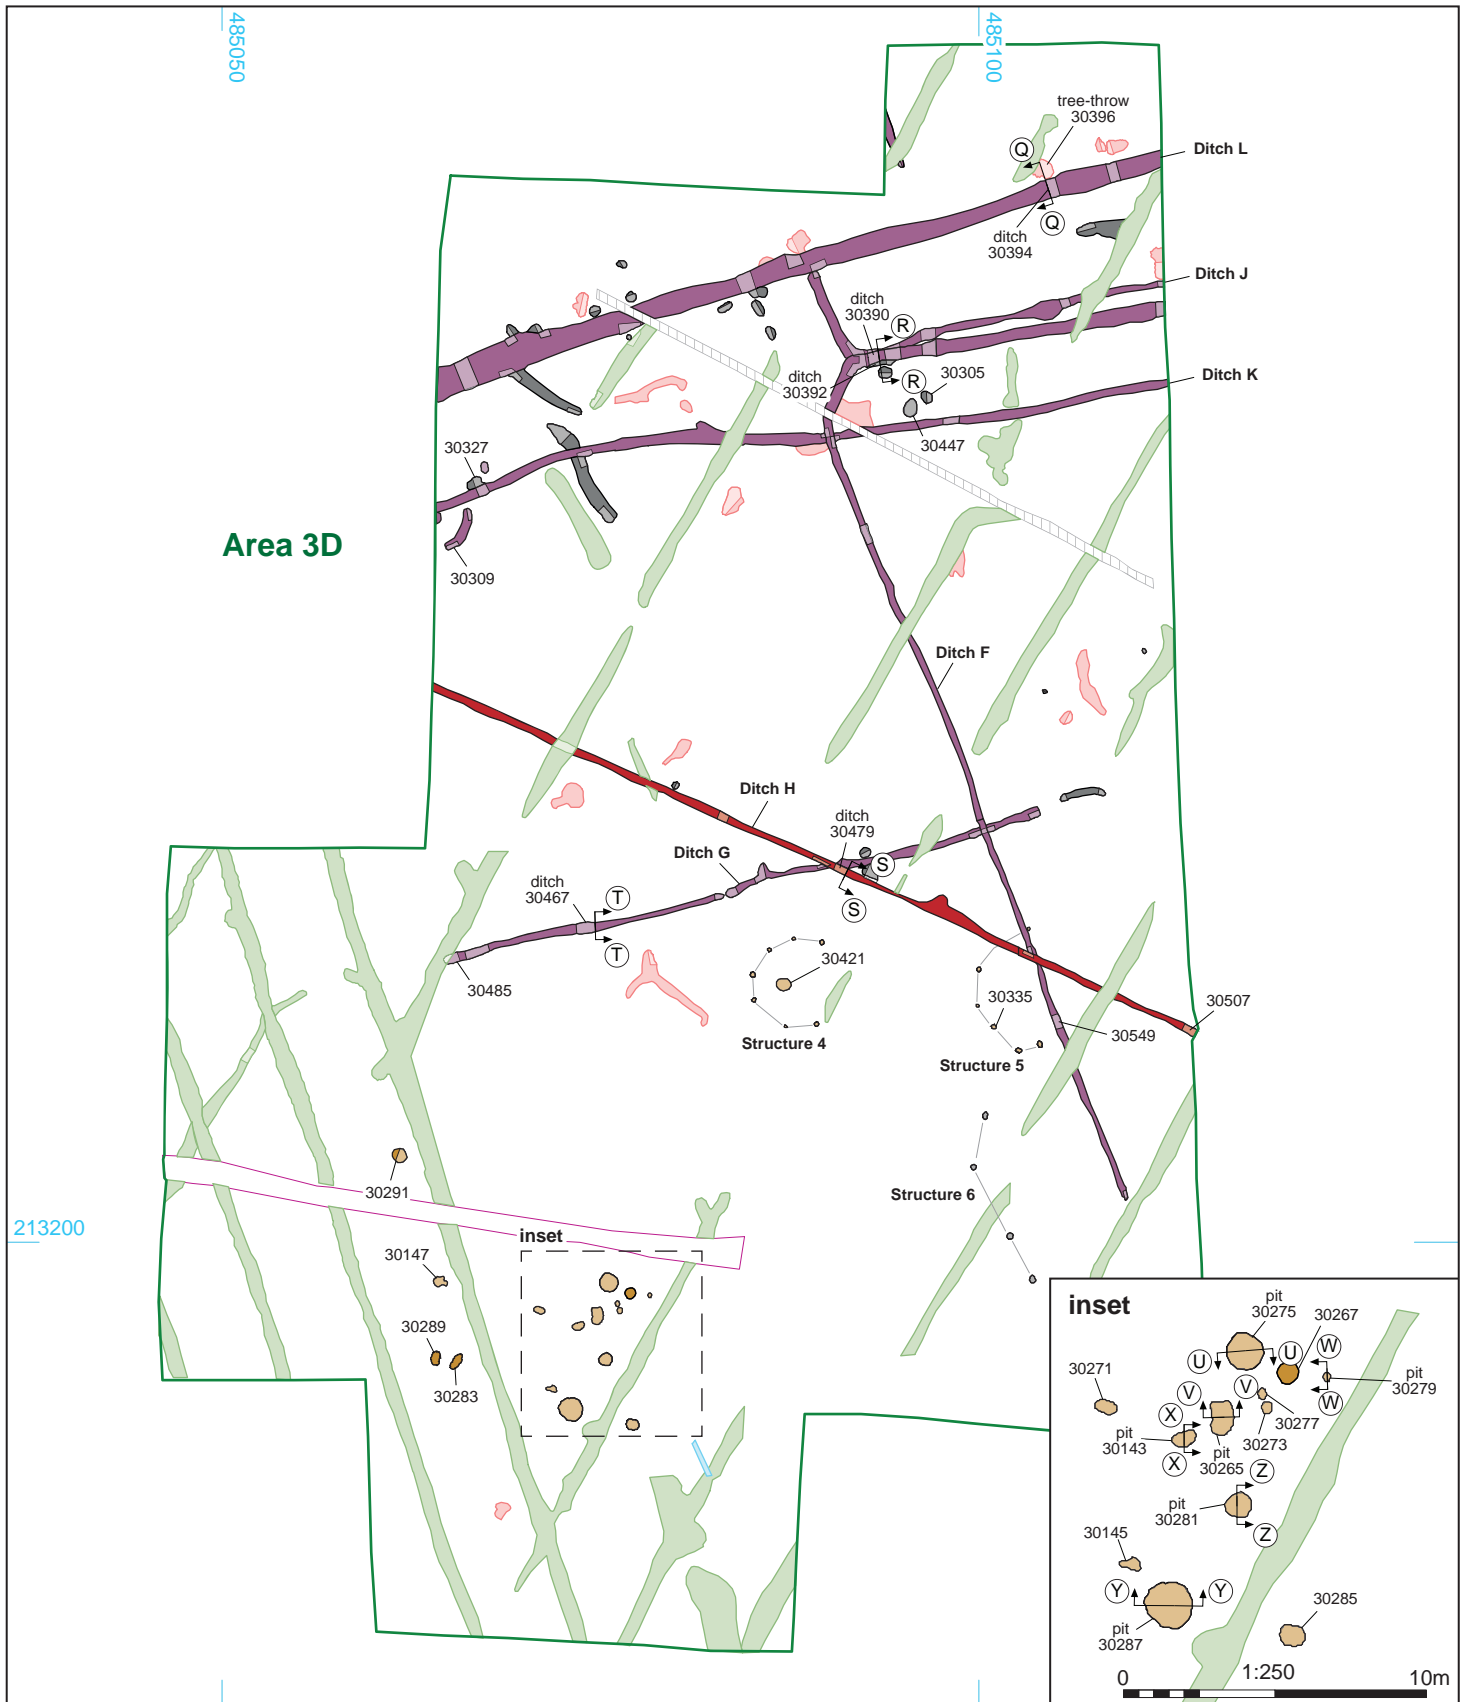 485050
485100
tree-throw
30396
Q
Ditch L
Q
ditch
30394
Ditch J
ditch
30390
R
R
30305
ditch
30392
Ditch K
30447
30327
Area 3D
30309
Ditch F
Ditch H
ditch
30479
S
Ditch G
S
ditch
30467
T
T
30421
30485
30335
30507
30549
Structure 4
Structure 5
30291
Structure 6
213200
inset
30147
30289
30283
inset
pit
30275
30267
U
U
W
30271
pit
30279
V
V
W
X
30277
pit
30143
30273
X
pit
30265
Z
pit
30281
Z
30145
Y
Y
30285
pit
30287
0
1:250
10m